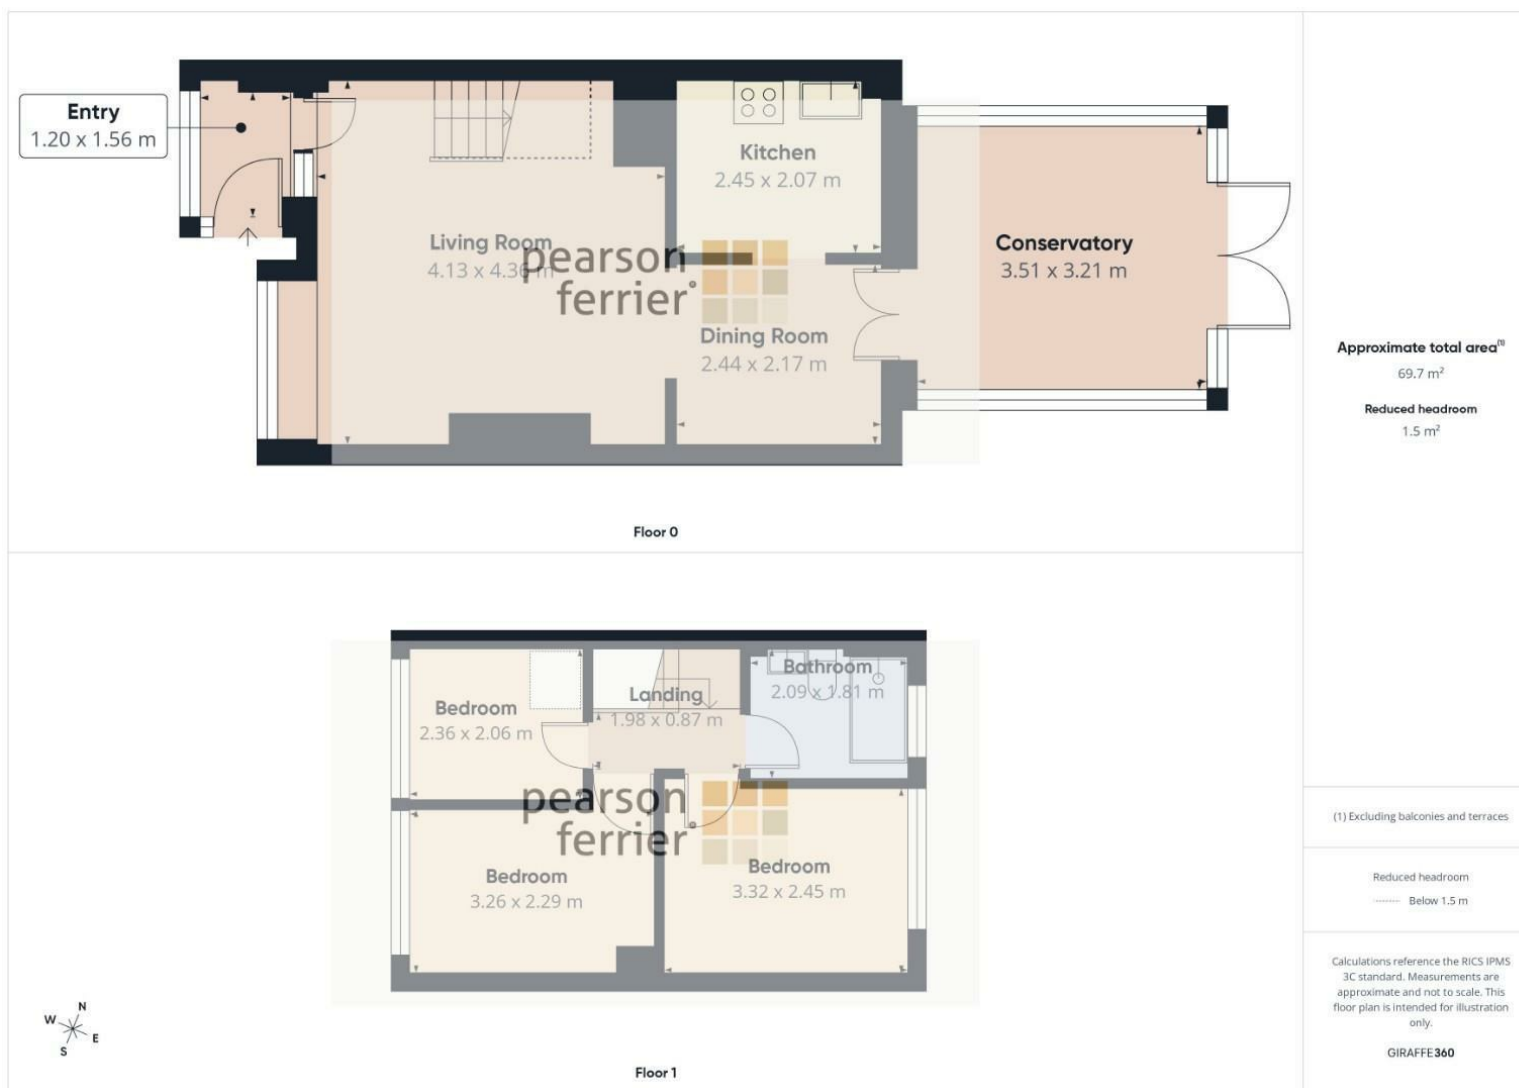 Entry
1.20 x 1.56 m
Living Room
4.13 x 4.36 m
Kitchen
2.45 x 2.07 m
Conservatory
3.51 x 3.21 m
pearson
ferrier
Dining Room
2.44 x 2.17 m
Floor 0
Approximate total area(1)
69.7 m²
Reduced headroom
1.5 m²
Bathroom
2.09 x 1.81 m
Landing
1.98 x 0.87 m
Bedroom
2.36 x 2.06 m
pearson
ferrier
Bedroom
3.26 x 2.29 m
Bedroom
3.32 x 2.45 m
N
W
E
S
Floor 1
(1) Excluding balconies and terraces
Reduced headroom
Below 1.5 m
Calculations reference the RICS IPMS
3C standard. Measurements are
approximate and not to scale. This
floor plan is intended for illustration
only.
GIRAFFE360